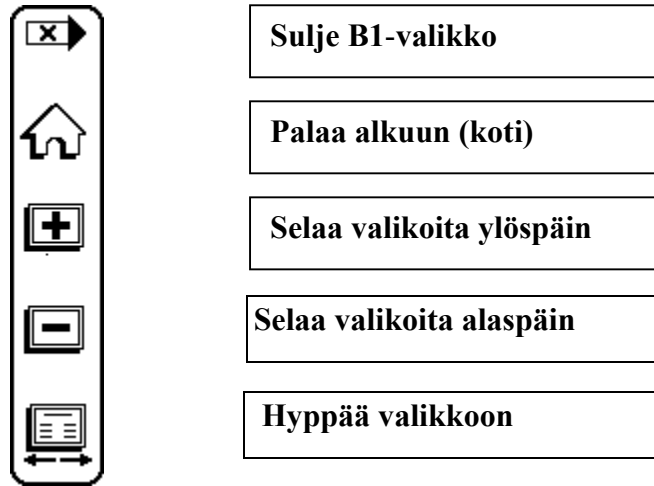 Sulje B1-valikko
Palaa alkuun (koti)
Selaa valikoita ylöspäin
Selaa valikoita alaspäin
Hyppää valikkoon